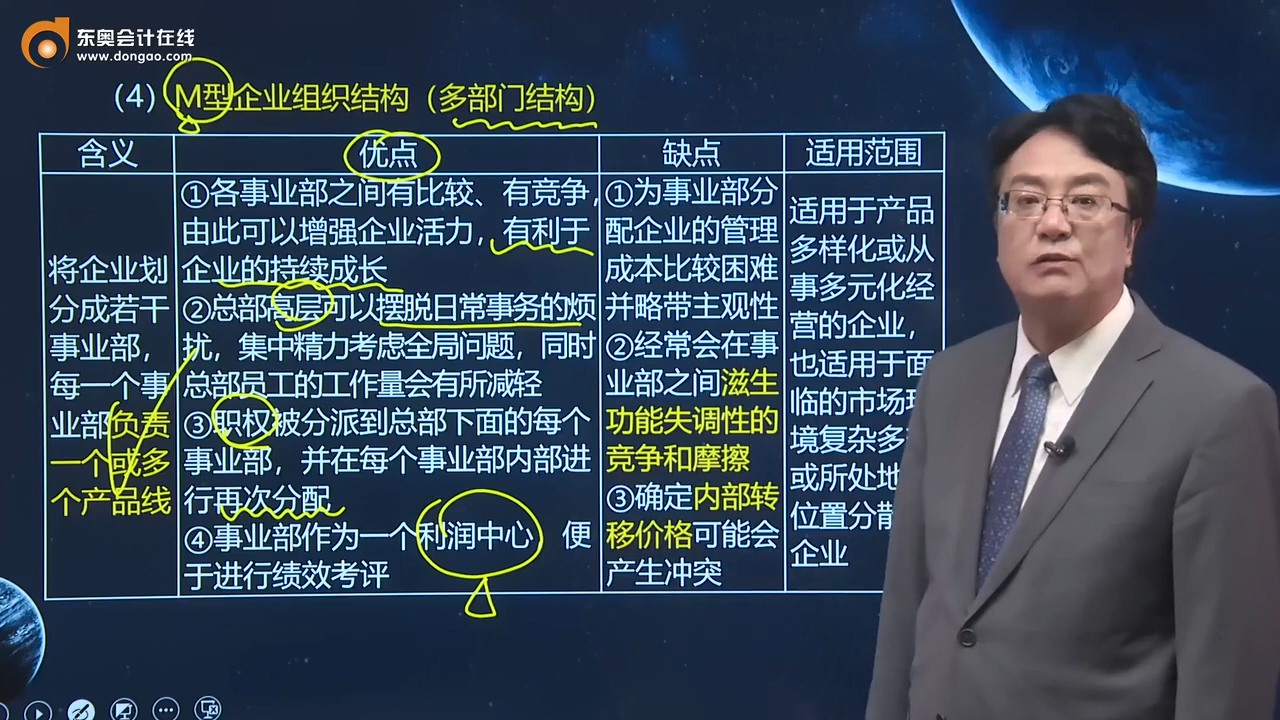 东奥会计在线
www.dongao.com
(4)M型企业组织结构(多部门结构)
含义
优点
缺点
适用范围
将企业划
分成若干
事业部,
每一个事
业部负责
一个或多
个产品线
①各事业部之间有比较、有竞争,
由此可以增强企业活力,有利于
企业的持续成长
②总部高层可以摆脱日常事务的烦
扰,集中精力考虑全局问题,同时
总部员工的工作量会有所减轻
③职权被分派到总部下面的每个
事业部,并在每个事业部内部进
行再次分配
④事业部作为一个利润中心 便
于进行绩效考评
①为事业部分
配企业的管理
成本比较困难
并略带主观性
②经常会在事
业部之间滋生
功能失调性的
竞争和摩擦
③确定内部转
移价格可能会
产生冲突
适用于产品
多样化或从
事多元化经
营的企业,
也适用于面
临的市场环
境复杂多
或所处地
位置分散
企业